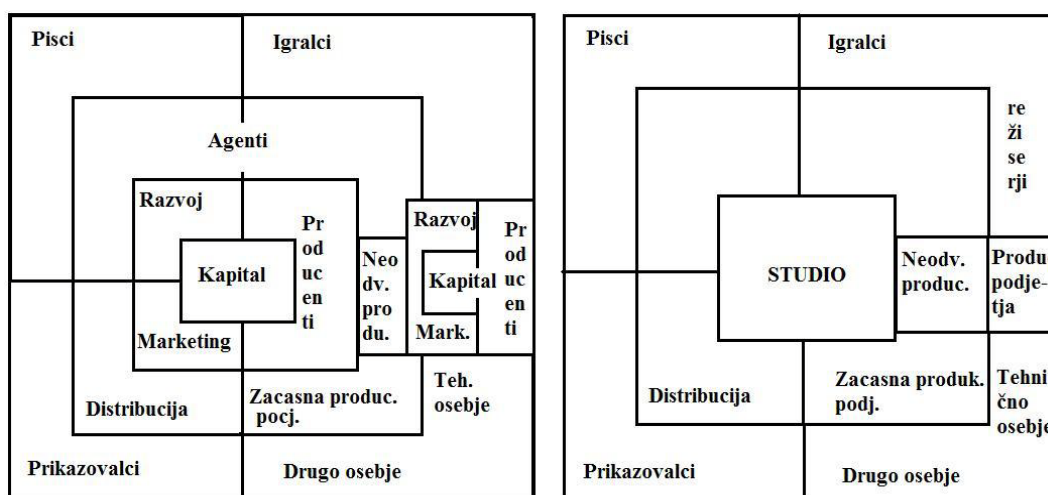 Pisci
Igralci
Agenti
Razvoj
Pr
od
uc
en
ti
Kapital
Marketing
Neo
dv.
pro
du.
Razvoj
Kapital
Mark.
Pr
od
uc
en
ti
Distribucija
Zacasna produc.
pocj.
Teh.
osebje
Prikazovalci
Drugo osebje
Pisci
Igralci
re
ži
se
rji
STUDIO
Neodv.
produc.
Produc
podje-
tja
Distribucija
Zacasna produk.
podj.
Tehni
čno
osebje
Prikazovalci
Drugo osebje